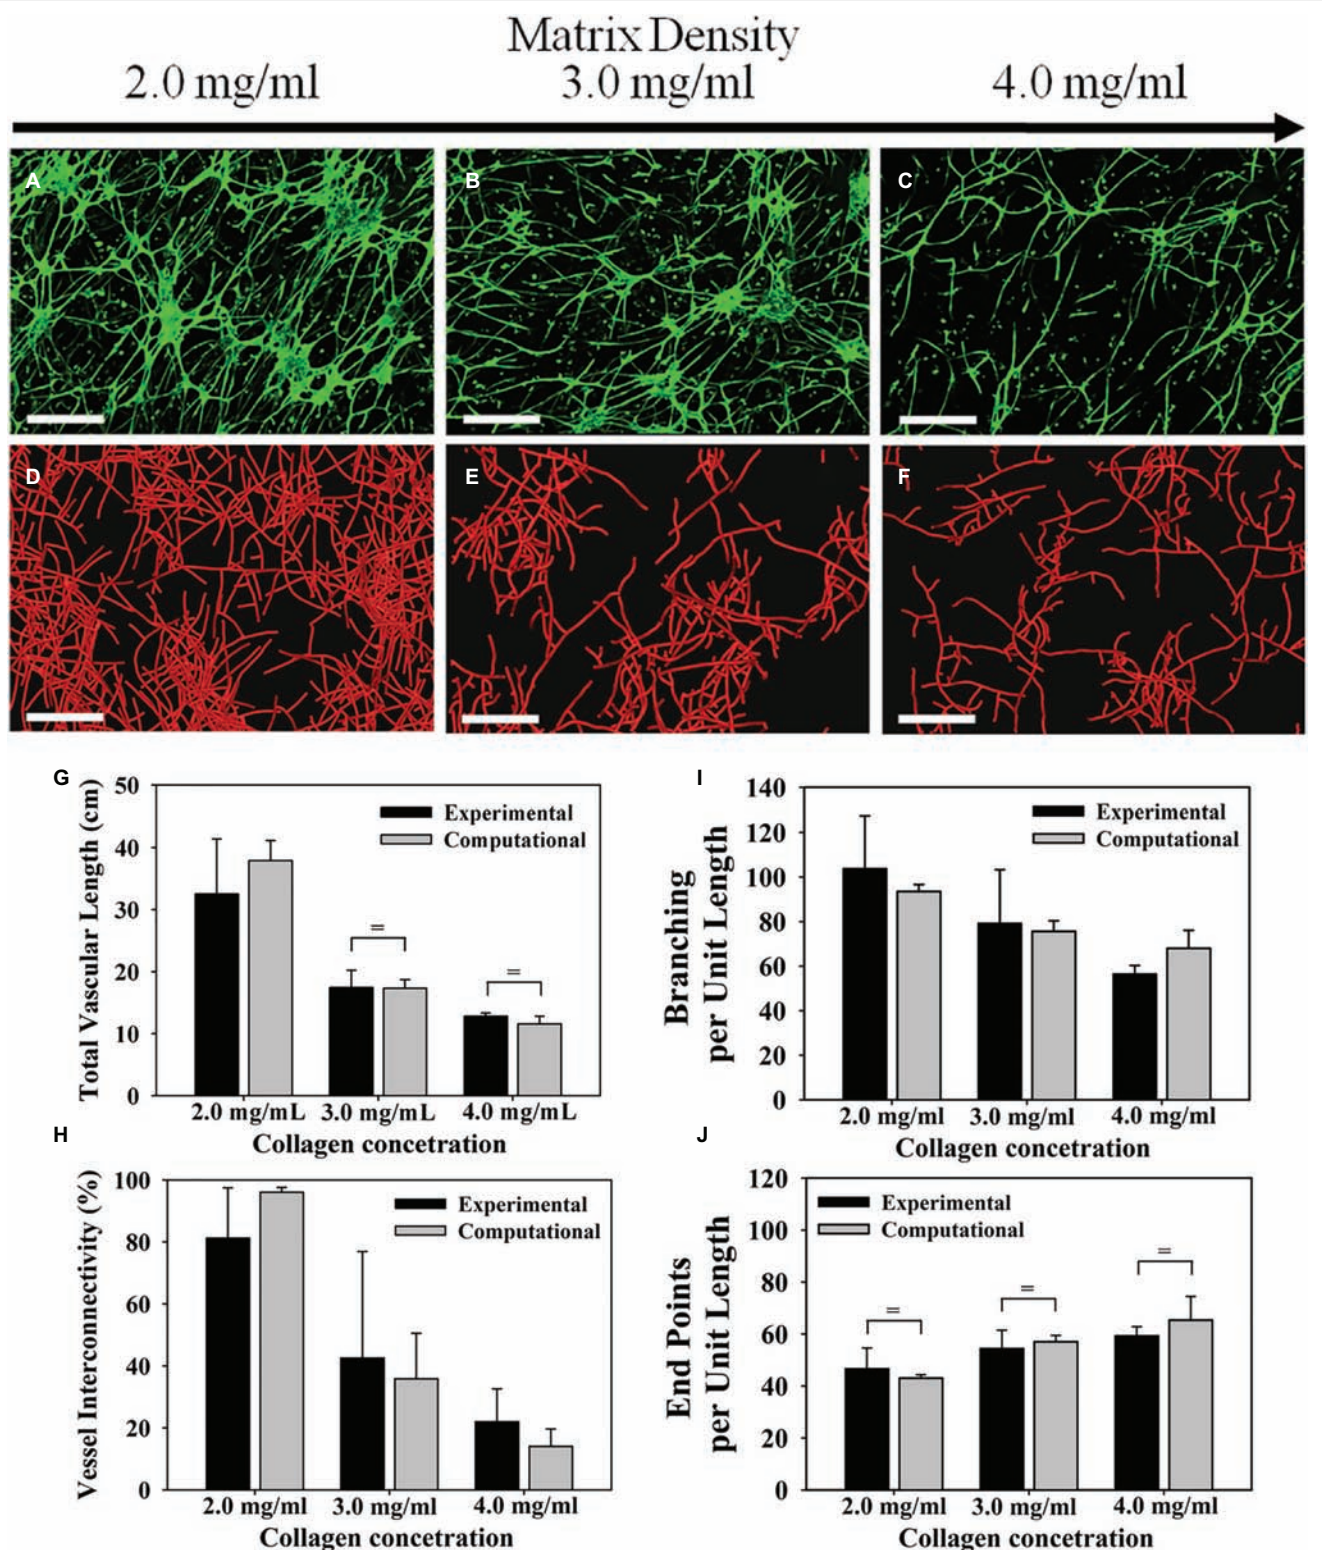 Matrix Density
2.0 mg/ml 3.0 mg/ml 4.0 mg/ml
A B C
D E F
G
Total Vascular Length (cm)
50
40
30
20
10
0
Experimental
Computational
=
=
2.0 mg/mL 3.0 mg/mL 4.0 mg/mL
Collagen concetration
I
Branching
per Unit Length
140
120
100
80
60
40
20
0
Experimental
Computational
2.0 mg/ml 3.0 mg/ml 4.0 mg/ml
Collagen concetration
H
Vessel Interconnectivity (%)
100
80
60
40
20
0
Experimental
Computational
2.0 mg/ml 3.0 mg/ml 4.0 mg/ml
Collagen concetration
J
End Points
per Unit Length
120
100
80
60
40
20
0
Experimental
Computational
=
=
=
2.0 mg/ml 3.0 mg/ml 4.0 mg/ml
Collagen concetration